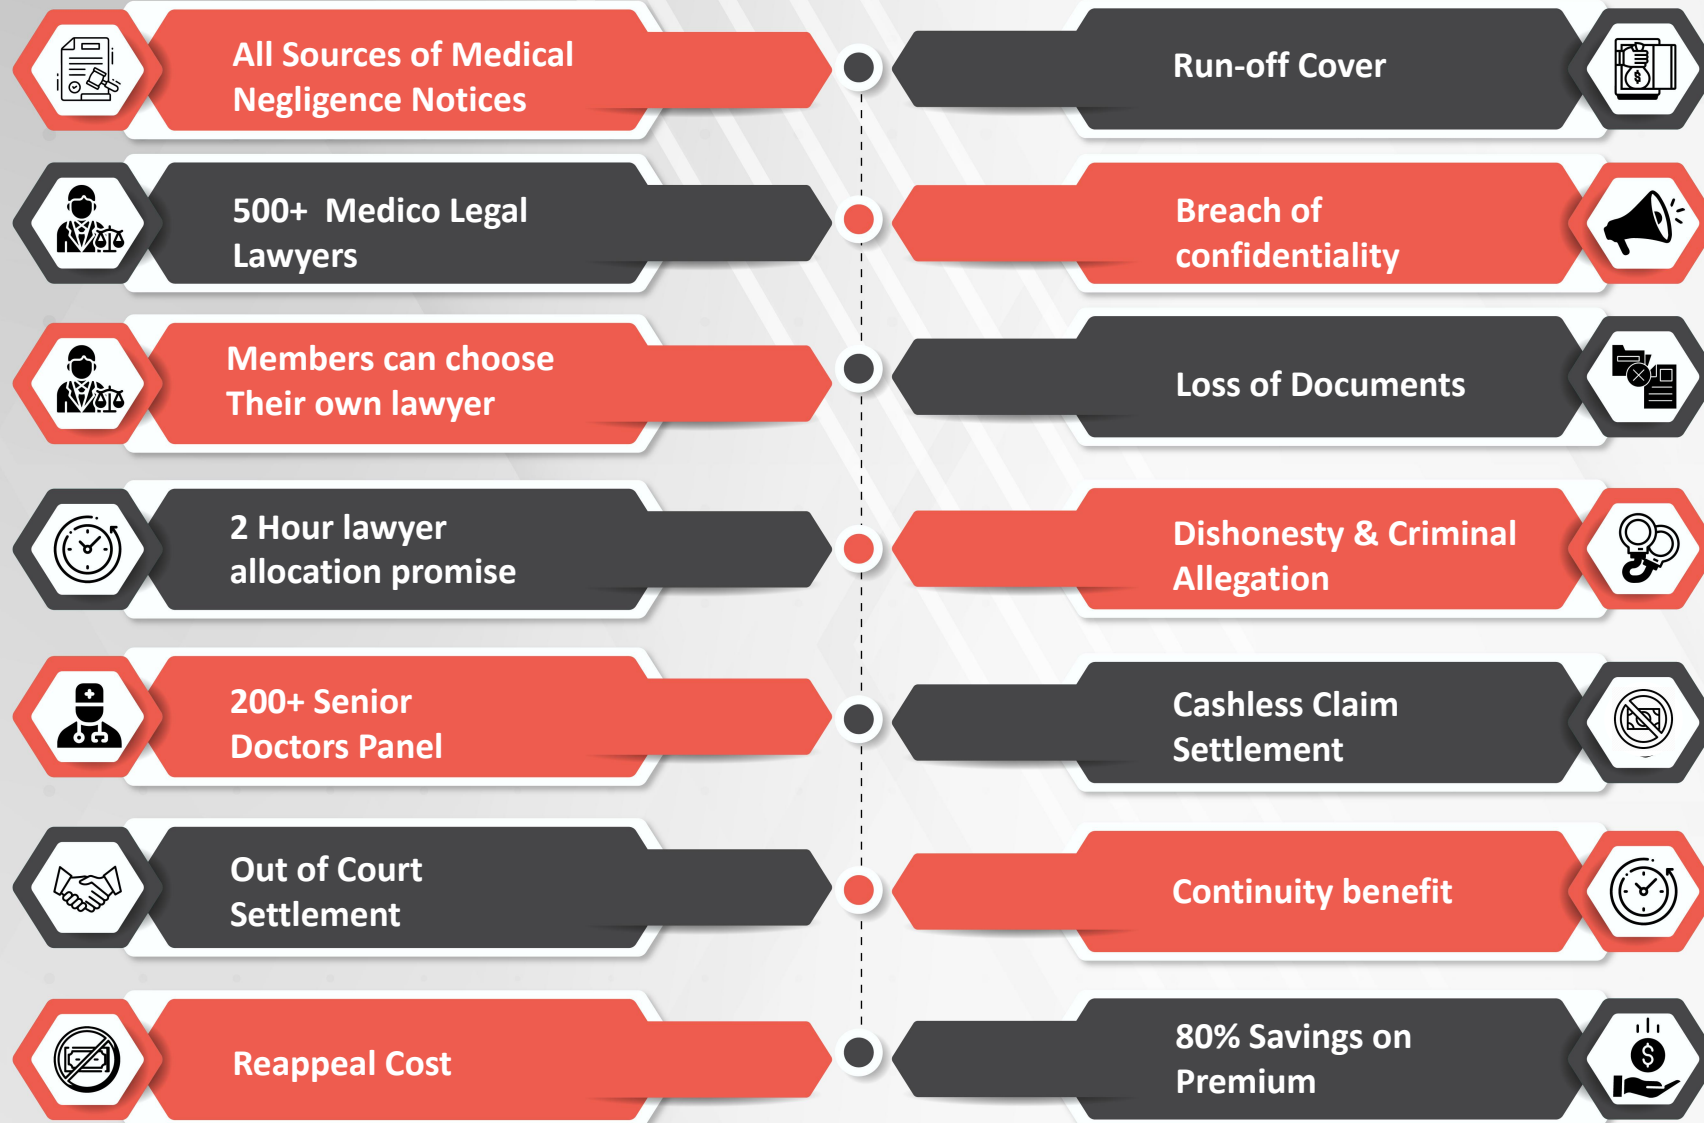 All Sources of Medical
Negligence Notices
500+ Medico Legal
Lawyers
Members can choose
Their own lawyer
2 Hour lawyer
allocation promise
200+ Senior
Doctors Panel
Out of Court
Settlement
Reappeal Cost
Run-off Cover
Breach of
confidentiality
Loss of Documents
Dishonesty & Criminal
Allegation
Cashless Claim
Settlement
Continuity benefit
80% Savings on
Premium